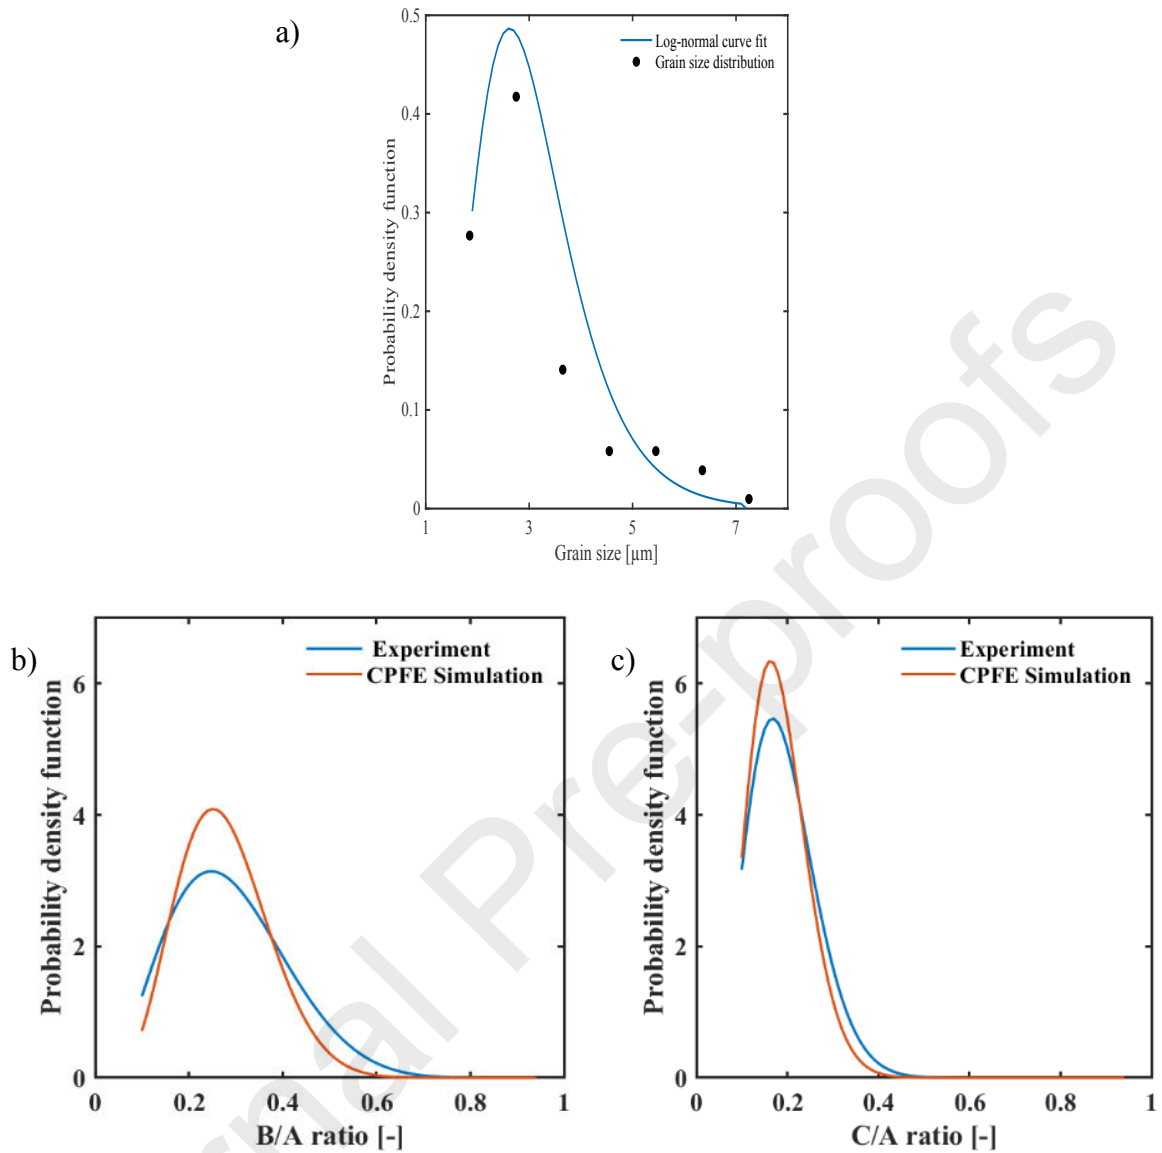 a)
0.5
0.4
0.3
0.2
0.1
0
Probability density function
Log-normal curve fit
Grain size distribution
1 3 5 7
Grain size [µm]
b)
6
4
2
0
Probability density function
Experiment
CPFE Simulation
0 0.2 0.4 0.6 0.8 1
B/A ratio [-]
c)
6
4
2
0
Probability density function
Experiment
CPFE Simulation
0 0.2 0.4 0.6 0.8 1
C/A ratio [-]
rnal Pre-proofs